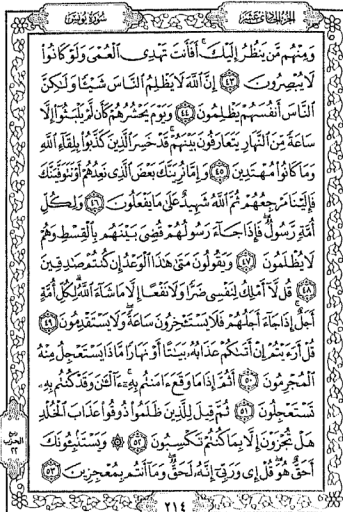 الجزء الحادي عشر
سورة يونس
وَمِنْهُم مَّن يَنظُرُ إِلَيْكَ ۚ أَفَأَنتَ تَهْدِي الْعُمْيَ وَلَوْ كَانُوا
لَا يُبْصِرُونَ ٤٣ إِنَّ اللَّهَ لَا يَظْلِمُ النَّاسَ شَيْئًا وَلَٰكِنَّ
النَّاسَ أَنفُسَهُمْ يَظْلِمُونَ ٤٤ وَيَوْمَ يَحْشُرُهُمْ كَأَن لَّمْ يَلْبَثُوا إِلَّا
سَاعَةً مِّنَ النَّهَارِ يَتَعَارَفُونَ بَيْنَهُمْ ۚ قَدْ خَسِرَ الَّذِينَ كَذَّبُوا بِلِقَاءِ اللَّهِ
وَمَا كَانُوا مُهْتَدِينَ ٤٥ وَإِمَّا نُرِيَنَّكَ بَعْضَ الَّذِي نَعِدُهُمْ أَوْ نَتَوَفَّيَنَّكَ
فَإِلَيْنَا مَرْجِعُهُمْ ثُمَّ اللَّهُ شَهِيدٌ عَلَىٰ مَا يَفْعَلُونَ ٤٦ وَلِكُلِّ
أُمَّةٍ رَّسُولٌ ۖ فَإِذَا جَاءَ رَسُولُهُمْ قُضِيَ بَيْنَهُم بِالْقِسْطِ وَهُمْ
لَا يُظْلَمُونَ ٤٧ وَيَقُولُونَ مَتَىٰ هَٰذَا الْوَعْدُ إِن كُنتُمْ صَادِقِينَ
٤٨ قُل لَّا أَمْلِكُ لِنَفْسِي ضَرًّا وَلَا نَفْعًا إِلَّا مَا شَاءَ اللَّهُ ۗ لِكُلِّ أُمَّةٍ
أَجَلٌ ۚ إِذَا جَاءَ أَجَلُهُمْ فَلَا يَسْتَأْخِرُونَ سَاعَةً ۖ وَلَا يَسْتَقْدِمُونَ ٤٩
قُلْ أَرَأَيْتُمْ إِنْ أَتَاكُمْ عَذَابُهُ بَيَاتًا أَوْ نَهَارًا مَّاذَا يَسْتَعْجِلُ مِنْهُ
الْمُجْرِمُونَ ٥٠ أَثُمَّ إِذَا مَا وَقَعَ آمَنتُم بِهِ ۚ آلْآنَ وَقَدْ كُنتُم بِهِ
تَسْتَعْجِلُونَ ٥١ ثُمَّ قِيلَ لِلَّذِينَ ظَلَمُوا ذُوقُوا عَذَابَ الْخُلْدِ
هَلْ تُجْزَوْنَ إِلَّا بِمَا كُنتُمْ تَكْسِبُونَ ٥٢ ۞ وَيَسْتَنبِئُونَكَ
أَحَقٌّ هُوَ ۖ قُلْ إِي وَرَبِّي إِنَّهُ لَحَقٌّ ۖ وَمَا أَنتُم بِمُعْجِزِينَ ٥٣
الحزب
٢٢
٢١٤